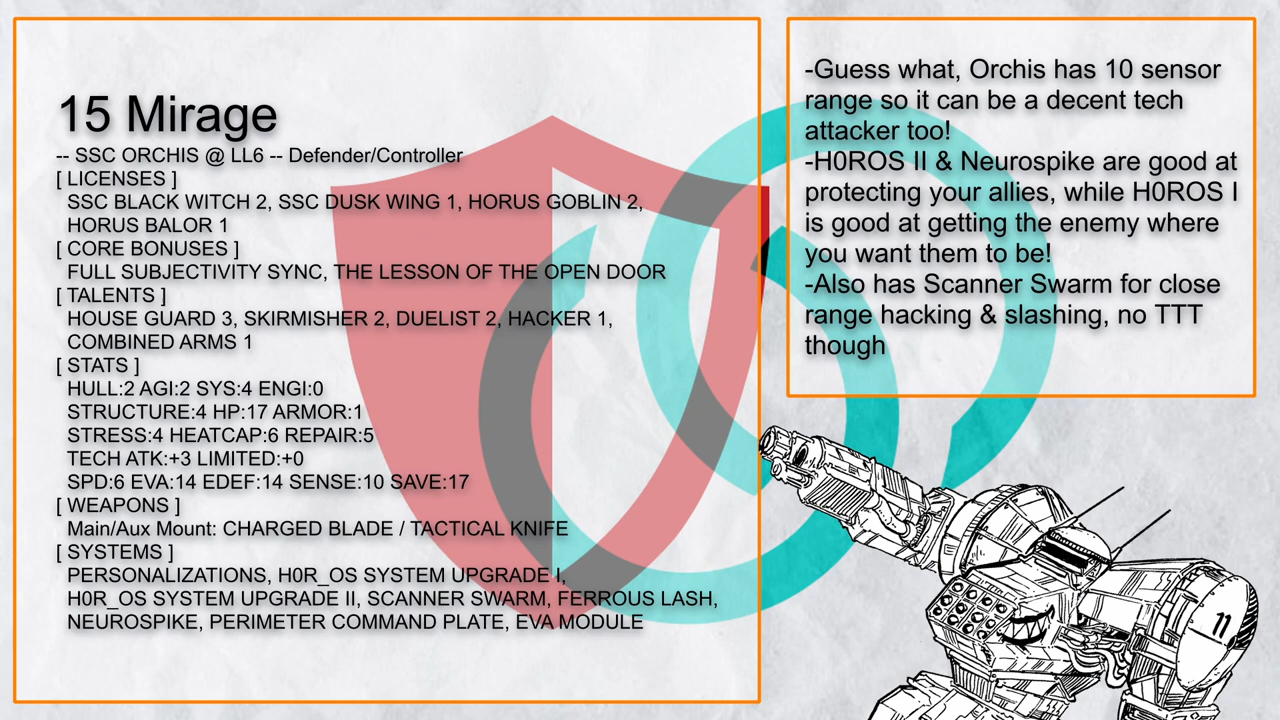 15 Mirage
-- SSC ORCHIS @ LL6 -- Defender/Controller
[ LICENSES ]
SSC BLACK WITCH 2, SSC DUSK WING 1, HORUS GOBLIN 2,
HORUS BALOR 1
[ CORE BONUSES ]
FULL SUBJECTIVITY SYNC, THE LESSON OF THE OPEN DOOR
[ TALENTS ]
HOUSE GUARD 3, SKIRMISHER 2, DUELIST 2, HACKER 1,
COMBINED ARMS 1
[ STATS ]
HULL:2 AGI:2 SYS:4 ENGI:0
STRUCTURE:4 HP:17 ARMOR:1
STRESS:4 HEATCAP:6 REPAIR:5
TECH ATK:+3 LIMITED:+0
SPD:6 EVA:14 EDEF:14 SENSE:10 SAVE:17
[ WEAPONS ]
Main/Aux Mount: CHARGED BLADE / TACTICAL KNIFE
[ SYSTEMS ]
PERSONALIZATIONS, H0R_OS SYSTEM UPGRADE I,
H0R_OS SYSTEM UPGRADE II, SCANNER SWARM, FERROUS LASH,
NEUROSPIKE, PERIMETER COMMAND PLATE, EVA MODULE
-Guess what, Orchis has 10 sensor
range so it can be a decent tech
attacker too!
-H0ROS II & Neurospike are good at
protecting your allies, while H0ROS I
is good at getting the enemy where
you want them to be!
-Also has Scanner Swarm for close
range hacking & slashing, no TTT
though
11